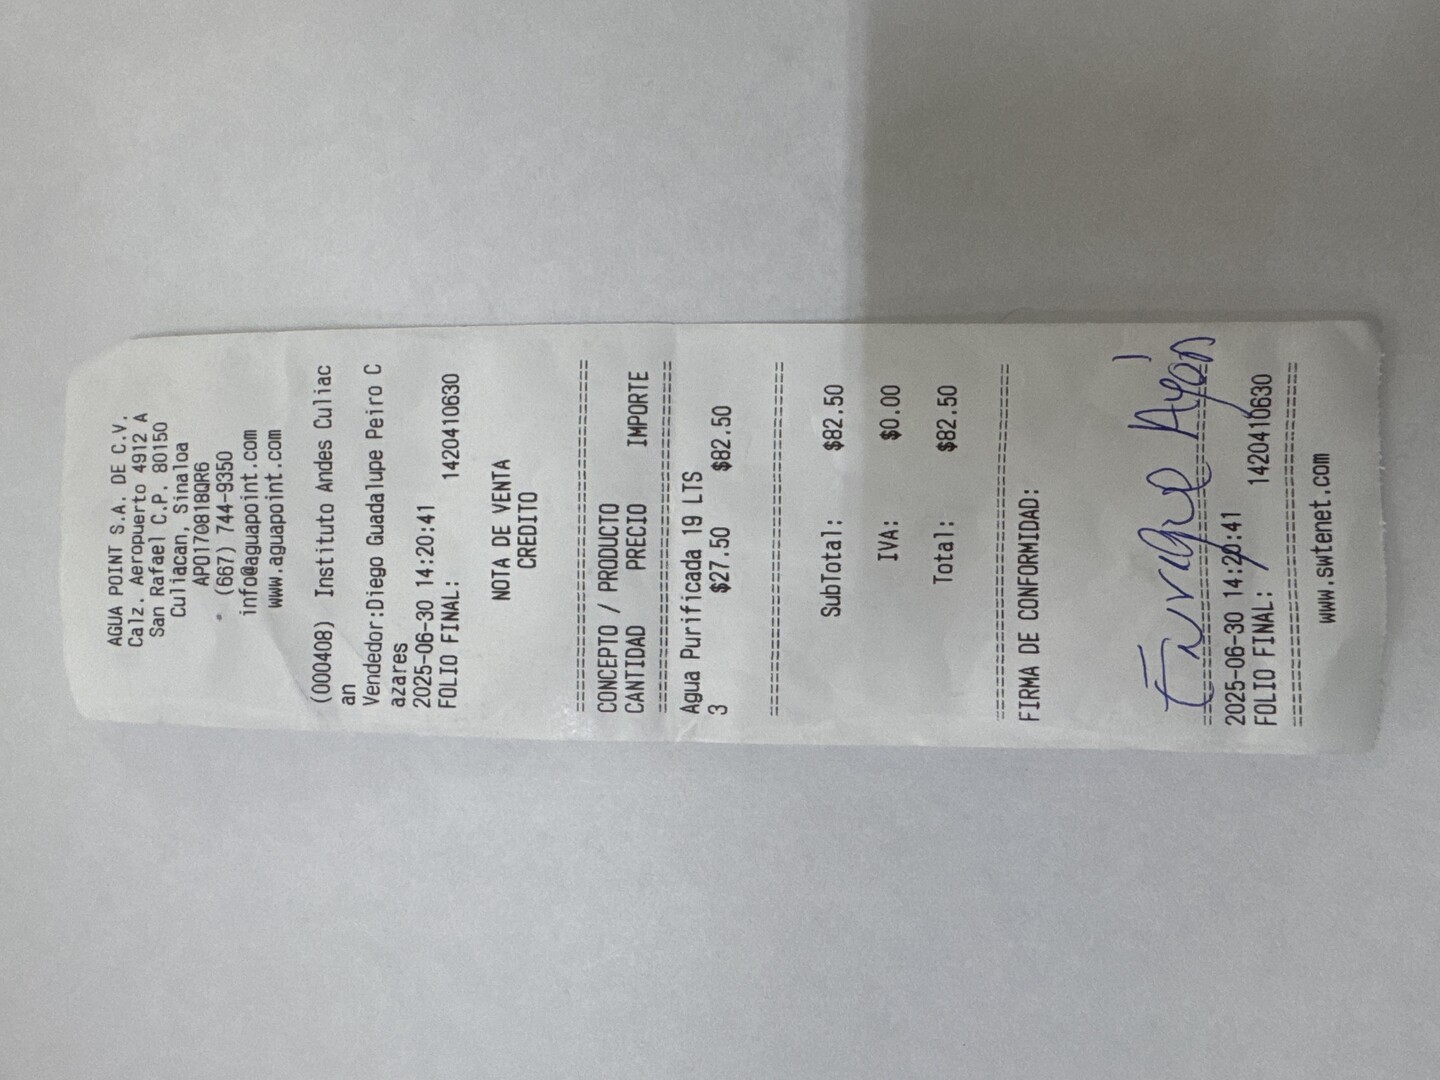 AGUA POINT S.A. DE C.V.
Calz. Aeropuerto 4912 A
San Rafael C.P. 80150
Culiacan, Sinaloa
APO170818QR6
(667) 744-9350
info@aguapoint.com
www.aguapoint.com
(000408) Instituto Andes Culiac
an
Vendedor:Diego Guadalupe Peiro C
azares
2025-06-30 14:20:41
FOLIO FINAL: 1420410630
NOTA DE VENTA
CREDITO
================================
CONCEPTO / PRODUCTO
CANTIDAD PRECIO IMPORTE
================================
Agua Purificada 19 LTS
3 $27.50 $82.50
================================
SubTotal: $82.50
IVA: $0.00
Total: $82.50
================================
FIRMA DE CONFORMIDAD:
Enrique Ayón
================================
2025-06-30 14:20:41
FOLIO FINAL: 1420410630
================================
www.swtenet.com